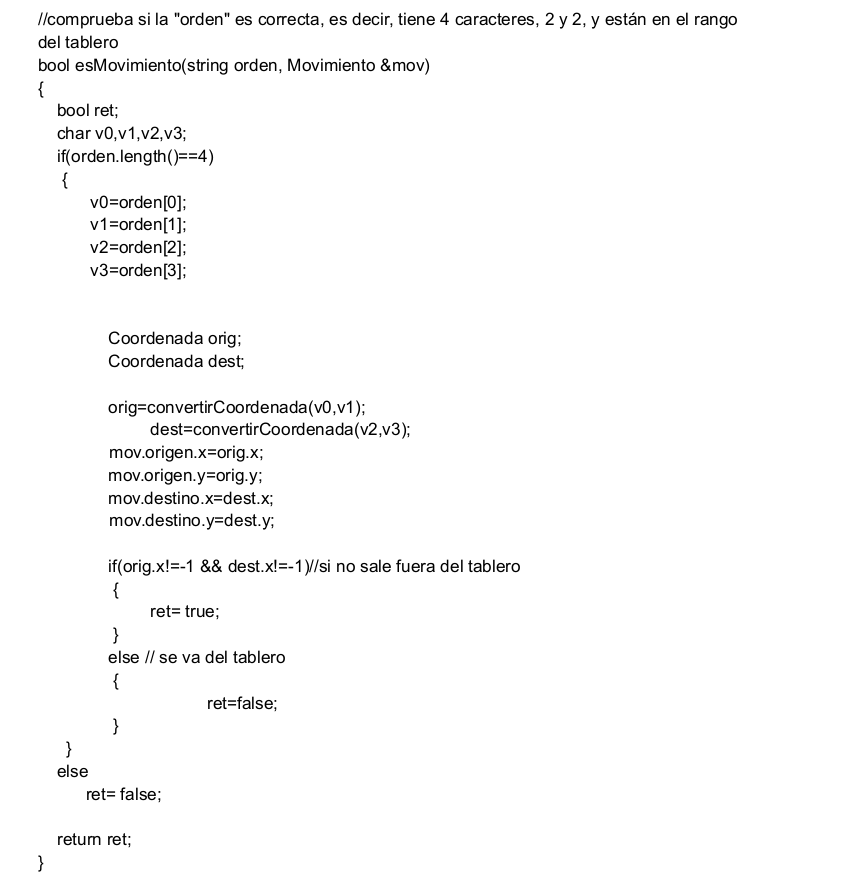 //comprueba si la "orden" es correcta, es decir, tiene 4 caracteres, 2 y 2, y están en el rango
del tablero
bool esMovimiento(string orden, Movimiento &mov)
{
bool ret;
char v0,v1,v2,v3;
if(orden.length()==4)
{
v0=orden[0];
v1=orden[1];
v2=orden[2];
v3=orden[3];
Coordenada orig;
Coordenada dest;
orig=convertirCoordenada(v0,v1);
dest=convertirCoordenada(v2,v3);
mov.origen.x=orig.x;
mov.origen.y=orig.y;
mov.destino.x=dest.x;
mov.destino.y=dest.y;
if(orig.x!=-1 && dest.x!=-1)//si no sale fuera del tablero
{
ret= true;
}
else // se va del tablero
{
ret=false;
}
}
else
ret= false;
return ret;
}